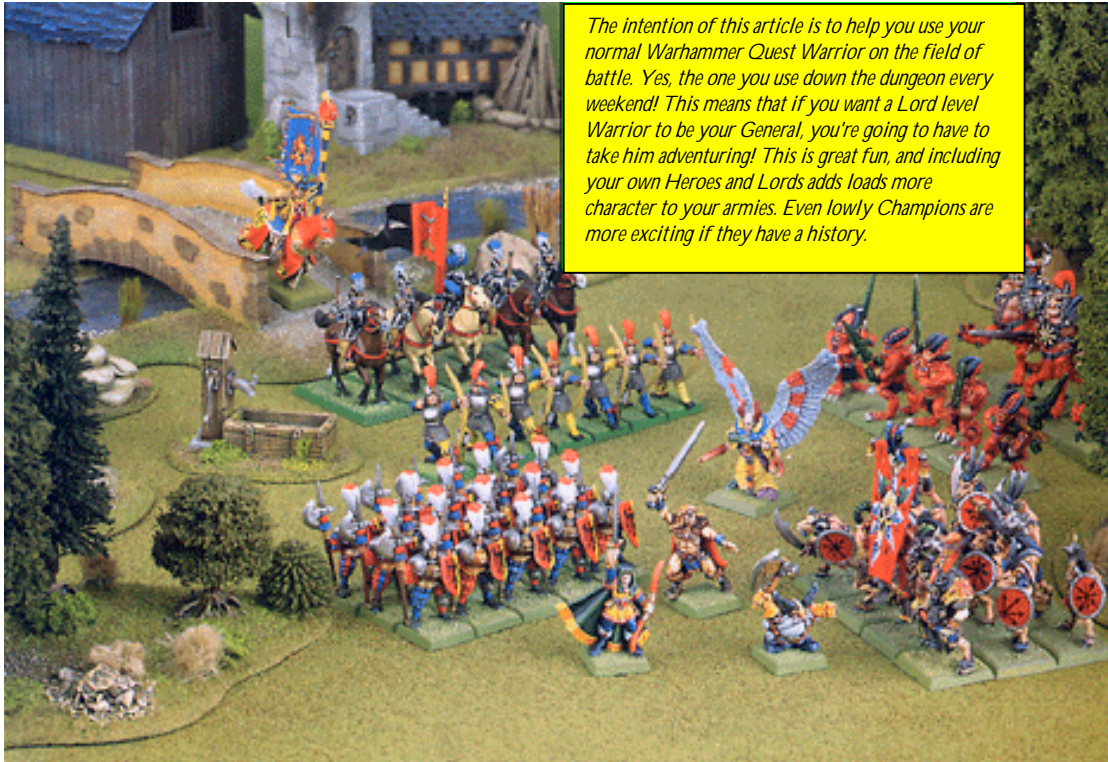 The intention of this article is to help you use your
normal Warhammer Quest Warrior on the field of
battle. Yes, the one you use down the dungeon every
weekend! This means that if you want a Lord level
Warrior to be your General, you're going to have to
take him adventuring! This is great fun, and including
your own Heroes and Lords adds loads more
character to your armies. Even lowly Champions are
more exciting if they have a history.